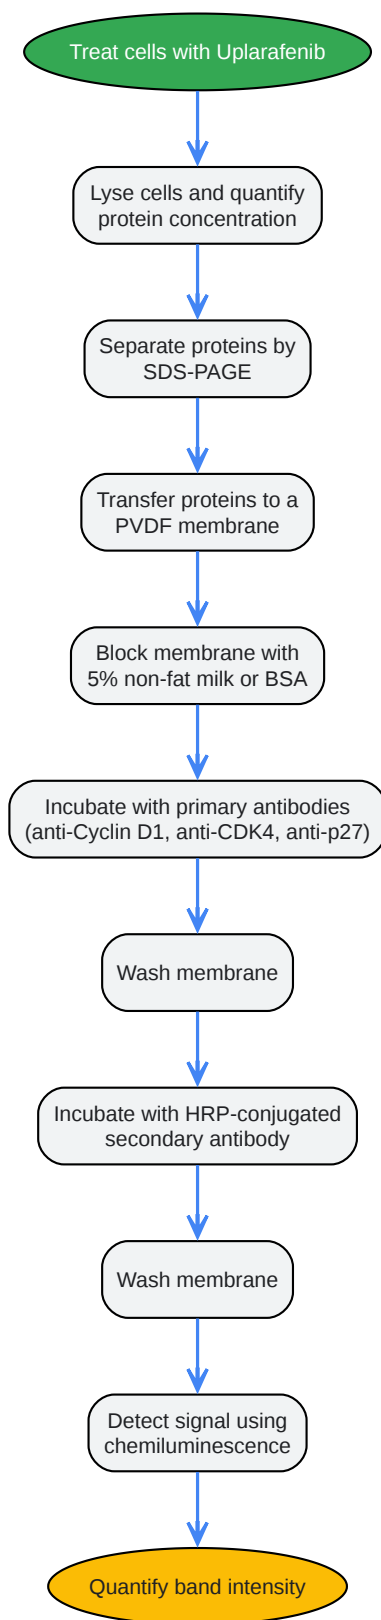 Treat cells with Uplarafenib
Lyse cells and quantify
protein concentration
Separate proteins by
SDS-PAGE
Transfer proteins to a
PVDF membrane
Block membrane with
5% non-fat milk or BSA
Incubate with primary antibodies
(anti-Cyclin D1, anti-CDK4, anti-p27)
Wash membrane
Incubate with HRP-conjugated
secondary antibody
Wash membrane
Detect signal using
chemiluminescence
Quantify band intensity